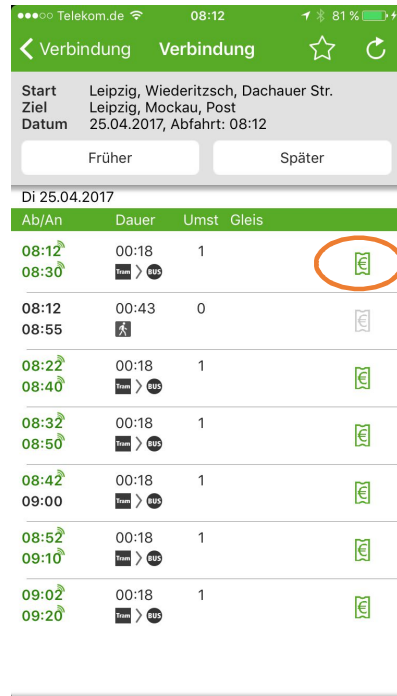 Telekom.de 08:12 81 %
Verbindung Verbindung
Start Leipzig, Wiederitzsch, Dachauer Str.
Ziel Leipzig, Mockau, Post
Datum 25.04.2017, Abfahrt: 08:12
Früher Später
Di 25.04.2017
Ab/An Dauer Umst Gleis
08:12 00:18 1
08:30 Tram BUS €
08:12 00:43 0
08:55 €
08:22 00:18 1
08:40 Tram BUS €
08:32 00:18 1
08:50 Tram BUS €
08:42 00:18 1
09:00 Tram BUS €
08:52 00:18 1
09:10 Tram BUS €
09:02 00:18 1
09:20 Tram BUS €